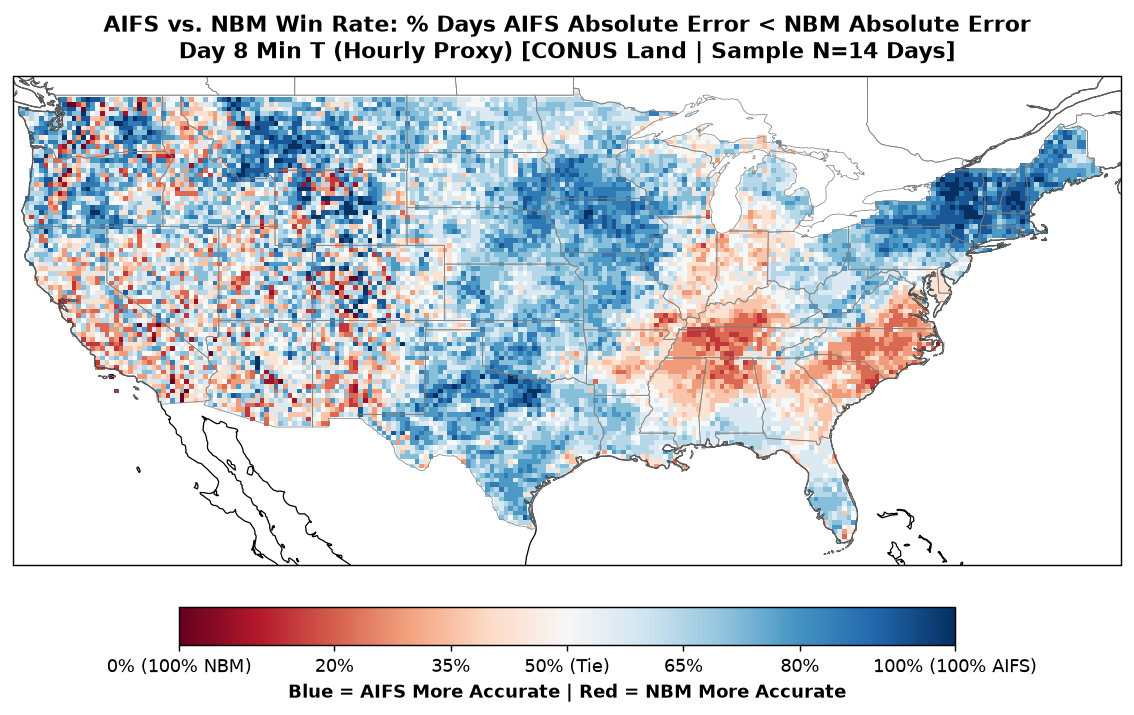 AIFS vs. NBM Win Rate: % Days AIFS Absolute Error < NBM Absolute Error
Day 8 Min T (Hourly Proxy) [CONUS Land | Sample N=14 Days]
0% (100% NBM) 20% 35% 50% (Tie) 65% 80% 100% (100% AIFS)
Blue = AIFS More Accurate | Red = NBM More Accurate